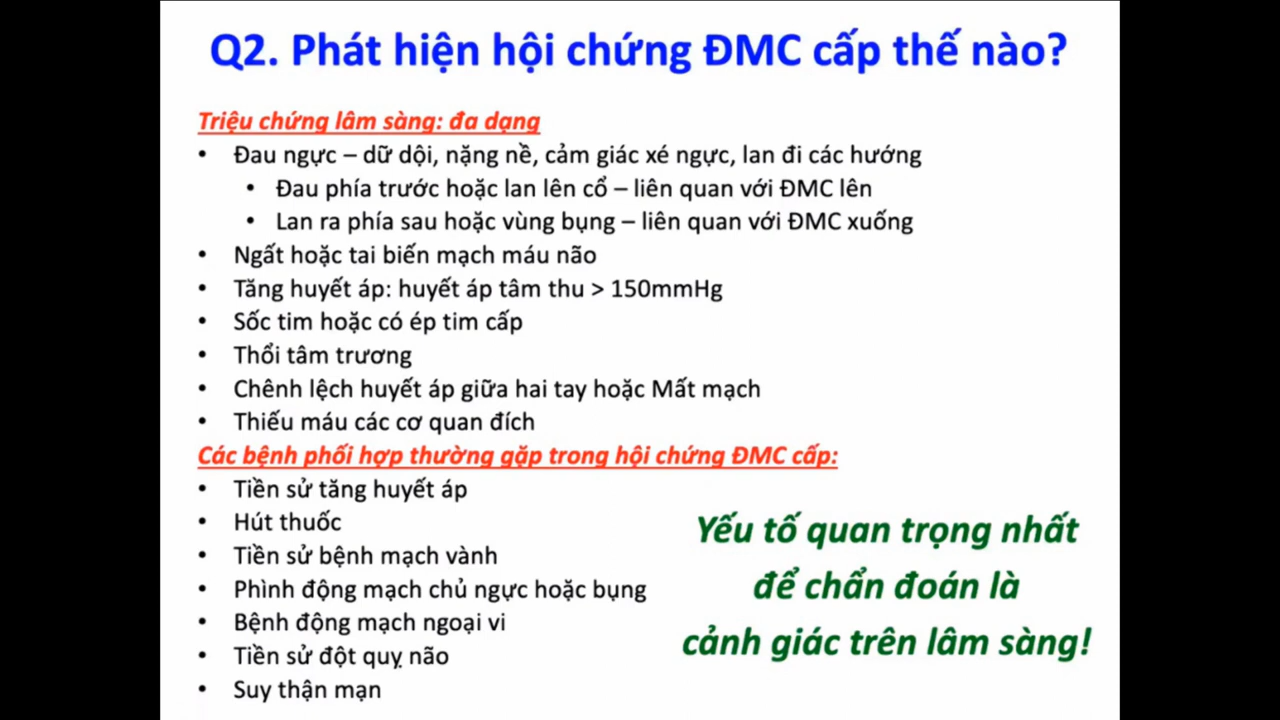 Q2. Phát hiện hội chứng ĐMC cấp thế nào?
Triệu chứng lâm sàng: đa dạng
• Đau ngực – dữ dội, nặng nề, cảm giác xé ngực, lan đi các hướng
• Đau phía trước hoặc lan lên cổ – liên quan với ĐMC lên
• Lan ra phía sau hoặc vùng bụng – liên quan với ĐMC xuống
• Ngất hoặc tai biến mạch máu não
• Tăng huyết áp: huyết áp tâm thu > 150mmHg
• Sốc tim hoặc có ép tim cấp
• Thổi tâm trương
• Chênh lệch huyết áp giữa hai tay hoặc Mất mạch
• Thiếu máu các cơ quan đích
Các bệnh phối hợp thường gặp trong hội chứng ĐMC cấp:
• Tiền sử tăng huyết áp
• Hút thuốc
• Tiền sử bệnh mạch vành
• Phình động mạch chủ ngực hoặc bụng
• Bệnh động mạch ngoại vi
• Tiền sử đột quỵ não
• Suy thận mạn
Yếu tố quan trọng nhất
để chẩn đoán là
cảnh giác trên lâm sàng!